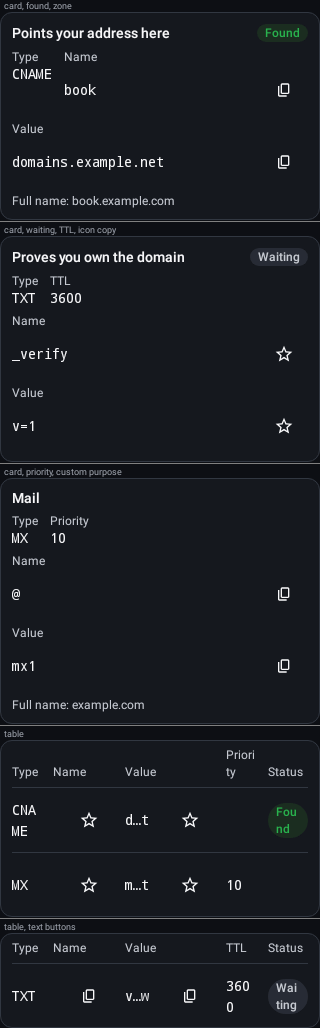 card, found, zone
Points your address here Found
Type Name
CNAME
book
Value
domains.example.net
Full name: book.example.com
card, waiting, TTL, icon copy
Proves you own the domain Waiting
Type TTL
TXT 3600
Name
_verify
Value
v=1
card, priority, custom purpose
Mail
Type Priority
MX 10
Name
@
Value
mx1
Full name: example.com
table
Priori
Type Name Value ty Status
CNA
ME
d…t
Fou
nd
MX m…t 10
table, text buttons
Type Name Value TTL Status
TXT v…w
360
0
Wai
ting